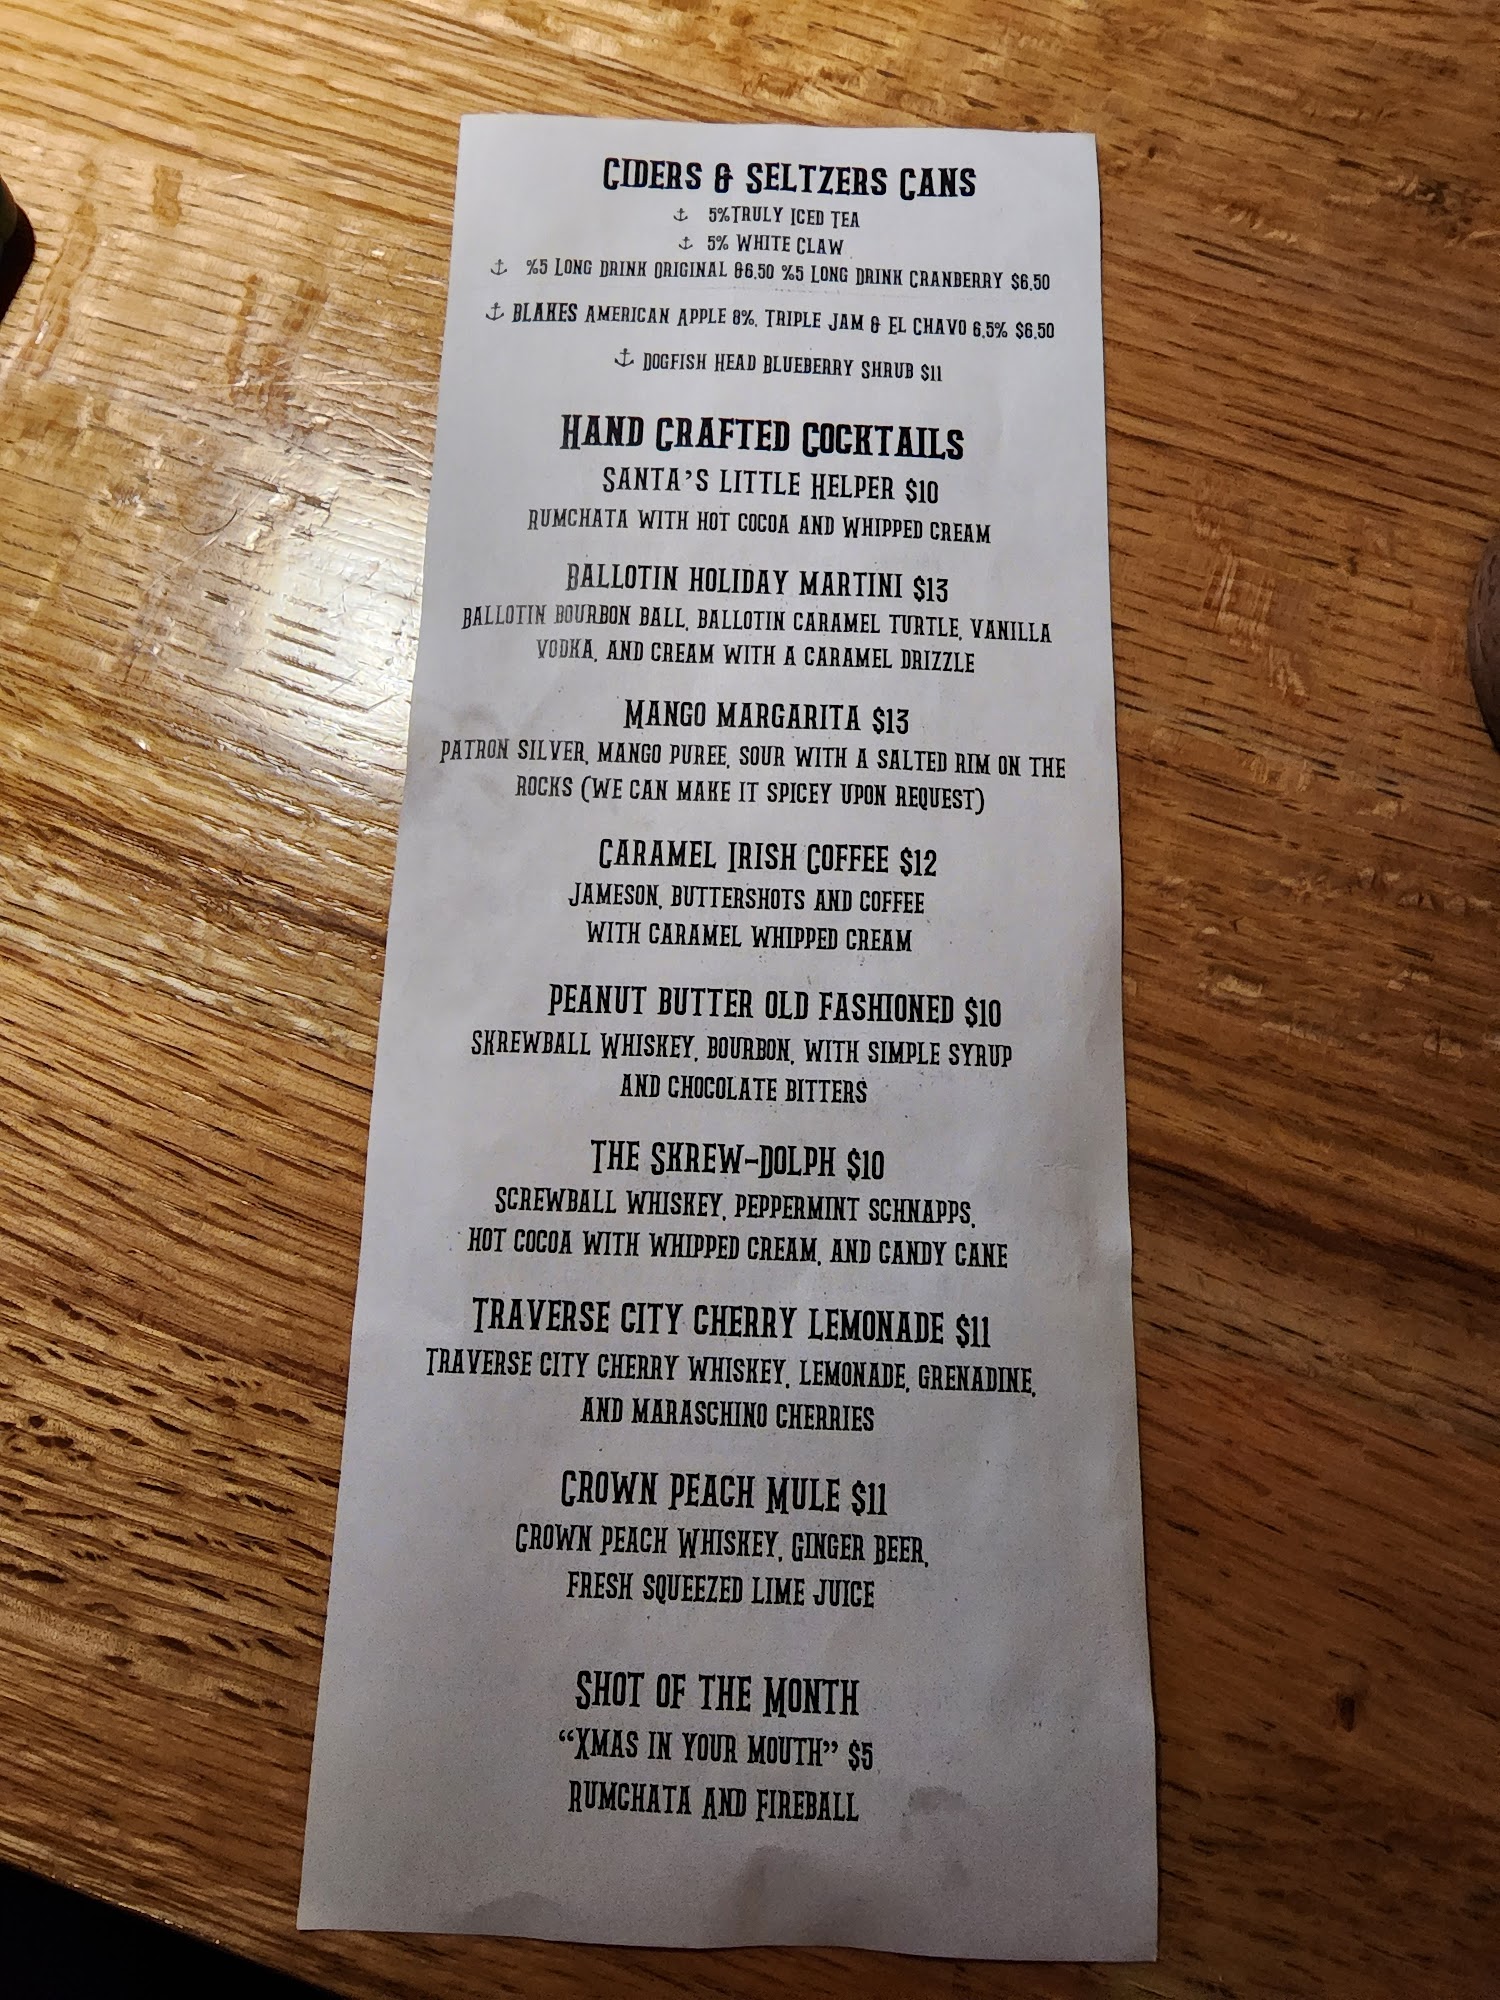 CIDERS & SELTZERS CANS
⚓ 5%TRULY ICED TEA
⚓ 5% WHITE CLAW
⚓ %5 LONG DRINK ORIGINAL &6.50 %5 LONG DRINK CRANBERRY $6.50
⚓ BLAKES AMERICAN APPLE 8%, TRIPLE JAM & EL CHAVO 6.5% $6.50
⚓ DOGFISH HEAD BLUEBERRY SHRUB $11
HAND CRAFTED COCKTAILS
SANTA'S LITTLE HELPER $10
RUMCHATA WITH HOT COCOA AND WHIPPED CREAM
BALLOTIN HOLIDAY MARTINI $13
BALLOTIN BOURBON BALL, BALLOTIN CARAMEL TURTLE, VANILLA
VODKA, AND CREAM WITH A CARAMEL DRIZZLE
MANGO MARGARITA $13
PATRON SILVER, MANGO PUREE, SOUR WITH A SALTED RIM ON THE
ROCKS (WE CAN MAKE IT SPICEY UPON REQUEST)
CARAMEL IRISH COFFEE $12
JAMESON, BUTTERSHOTS AND COFFEE
WITH CARAMEL WHIPPED CREAM
PEANUT BUTTER OLD FASHIONED $10
SKREWBALL WHISKEY, BOURBON, WITH SIMPLE SYRUP
AND CHOCOLATE BITTERS
THE SKREW-DOLPH $10
SCREWBALL WHISKEY, PEPPERMINT SCHNAPPS,
HOT COCOA WITH WHIPPED CREAM, AND CANDY CANE
TRAVERSE CITY CHERRY LEMONADE $11
TRAVERSE CITY CHERRY WHISKEY, LEMONADE, GRENADINE,
AND MARASCHINO CHERRIES
CROWN PEACH MULE $11
CROWN PEACH WHISKEY, GINGER BEER,
FRESH SQUEEZED LIME JUICE
SHOT OF THE MONTH
“XMAS IN YOUR MOUTH” $5
RUMCHATA AND FIREBALL